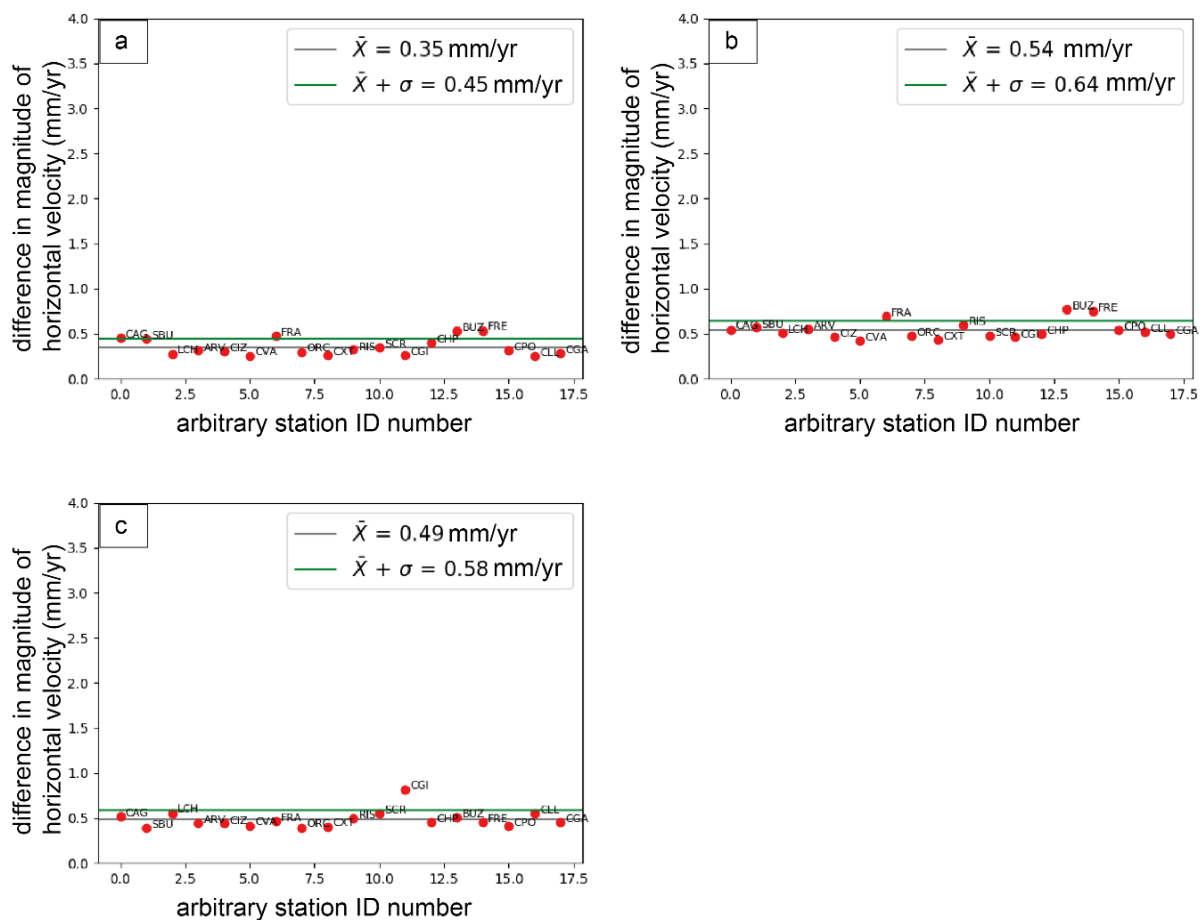 a
X̄ = 0.35 mm/yr
X̄ + σ = 0.45 mm/yr
difference in magnitude of
horizontal velocity (mm/yr)
4.0
3.5
3.0
2.5
2.0
1.5
1.0
0.5
0.0
CAG SBU LCH ARV CIZ CVA FRA ORC CXT RIS SCR CGI CHP BUZ FRE CPO CLL CGA
0.0 2.5 5.0 7.5 10.0 12.5 15.0 17.5
arbitrary station ID number
b
X̄ = 0.54 mm/yr
X̄ + σ = 0.64 mm/yr
difference in magnitude of
horizontal velocity (mm/yr)
4.0
3.5
3.0
2.5
2.0
1.5
1.0
0.5
0.0
CAG SBU LCH ARV CIZ CVA FRA ORC CXT RIS SCR CGI CHP BUZ FRE CPO CLL CGA
0.0 2.5 5.0 7.5 10.0 12.5 15.0 17.5
arbitrary station ID number
c
X̄ = 0.49 mm/yr
X̄ + σ = 0.58 mm/yr
difference in magnitude of
horizontal velocity (mm/yr)
4.0
3.5
3.0
2.5
2.0
1.5
1.0
0.5
0.0
CAG SBU LCH ARV CIZ CVA FRA ORC CXT RIS SCR CGI CHP BUZ FRE CPO CLL CGA
0.0 2.5 5.0 7.5 10.0 12.5 15.0 17.5
arbitrary station ID number